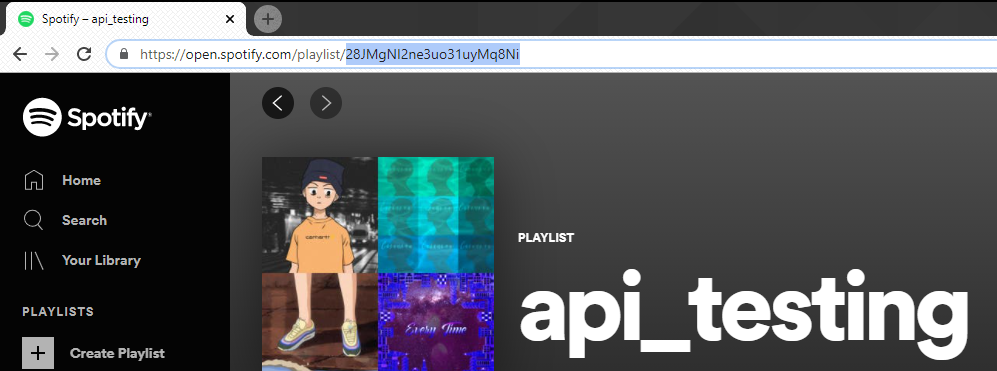 Spotify – api_testing
https://open.spotify.com/playlist/28JMgNI2ne3uo31uyMq8Ni
Spotify
Home
Search
Your Library
PLAYLISTS
Create Playlist
PLAYLIST
api_testing
Every Time